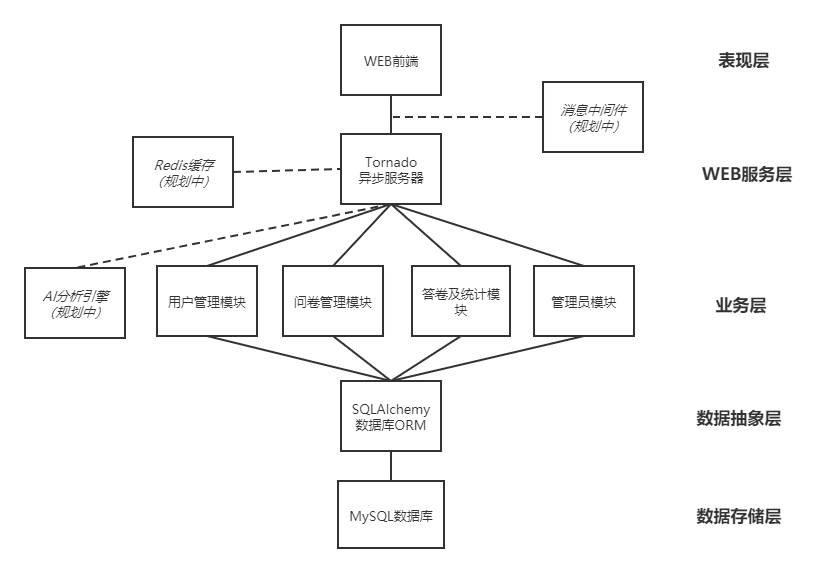 WEB前端
表现层
消息中间件
（规划中）
Redis缓存
（规划中）
Tornado
异步服务器
WEB服务层
AI分析引擎
（规划中）
用户管理模块
问卷管理模块
答卷及统计模
块
管理员模块
业务层
SQLAlchemy
数据库ORM
数据抽象层
MySQL数据库
数据存储层